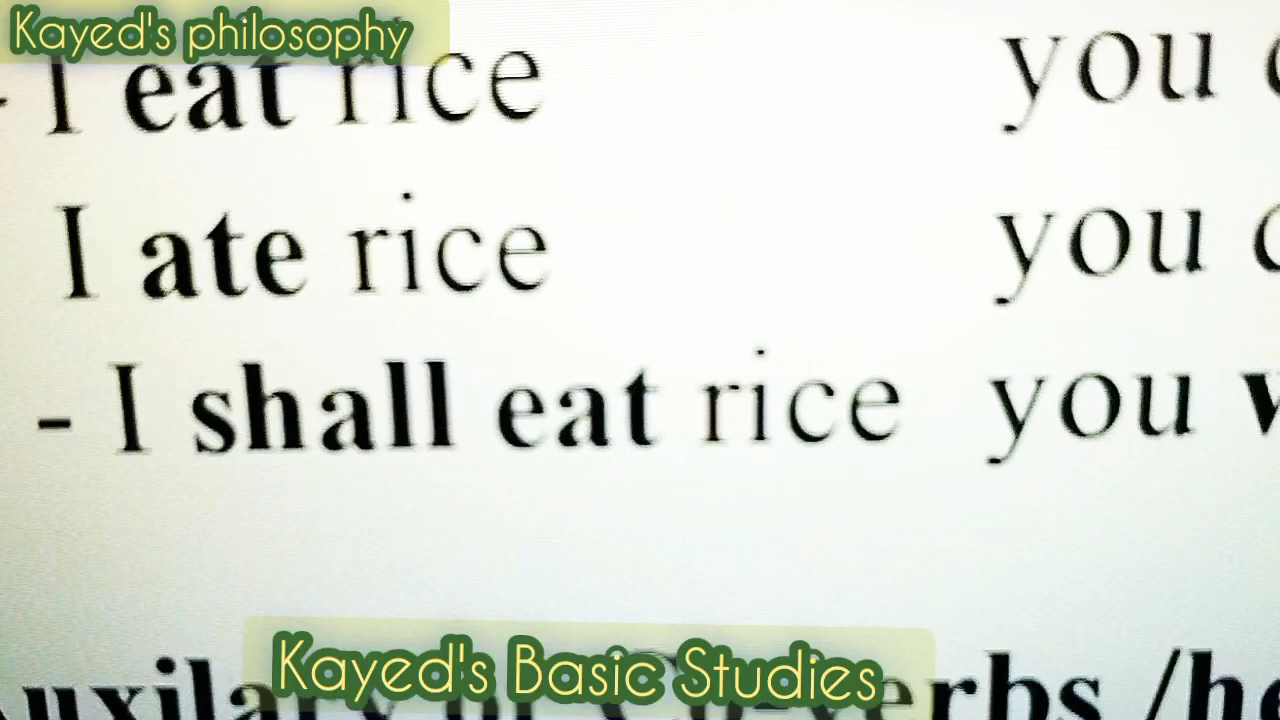 Kayed's philosophy
- I eat rice you
I ate rice you
- I shall eat rice you
Kayed's Basic Studies